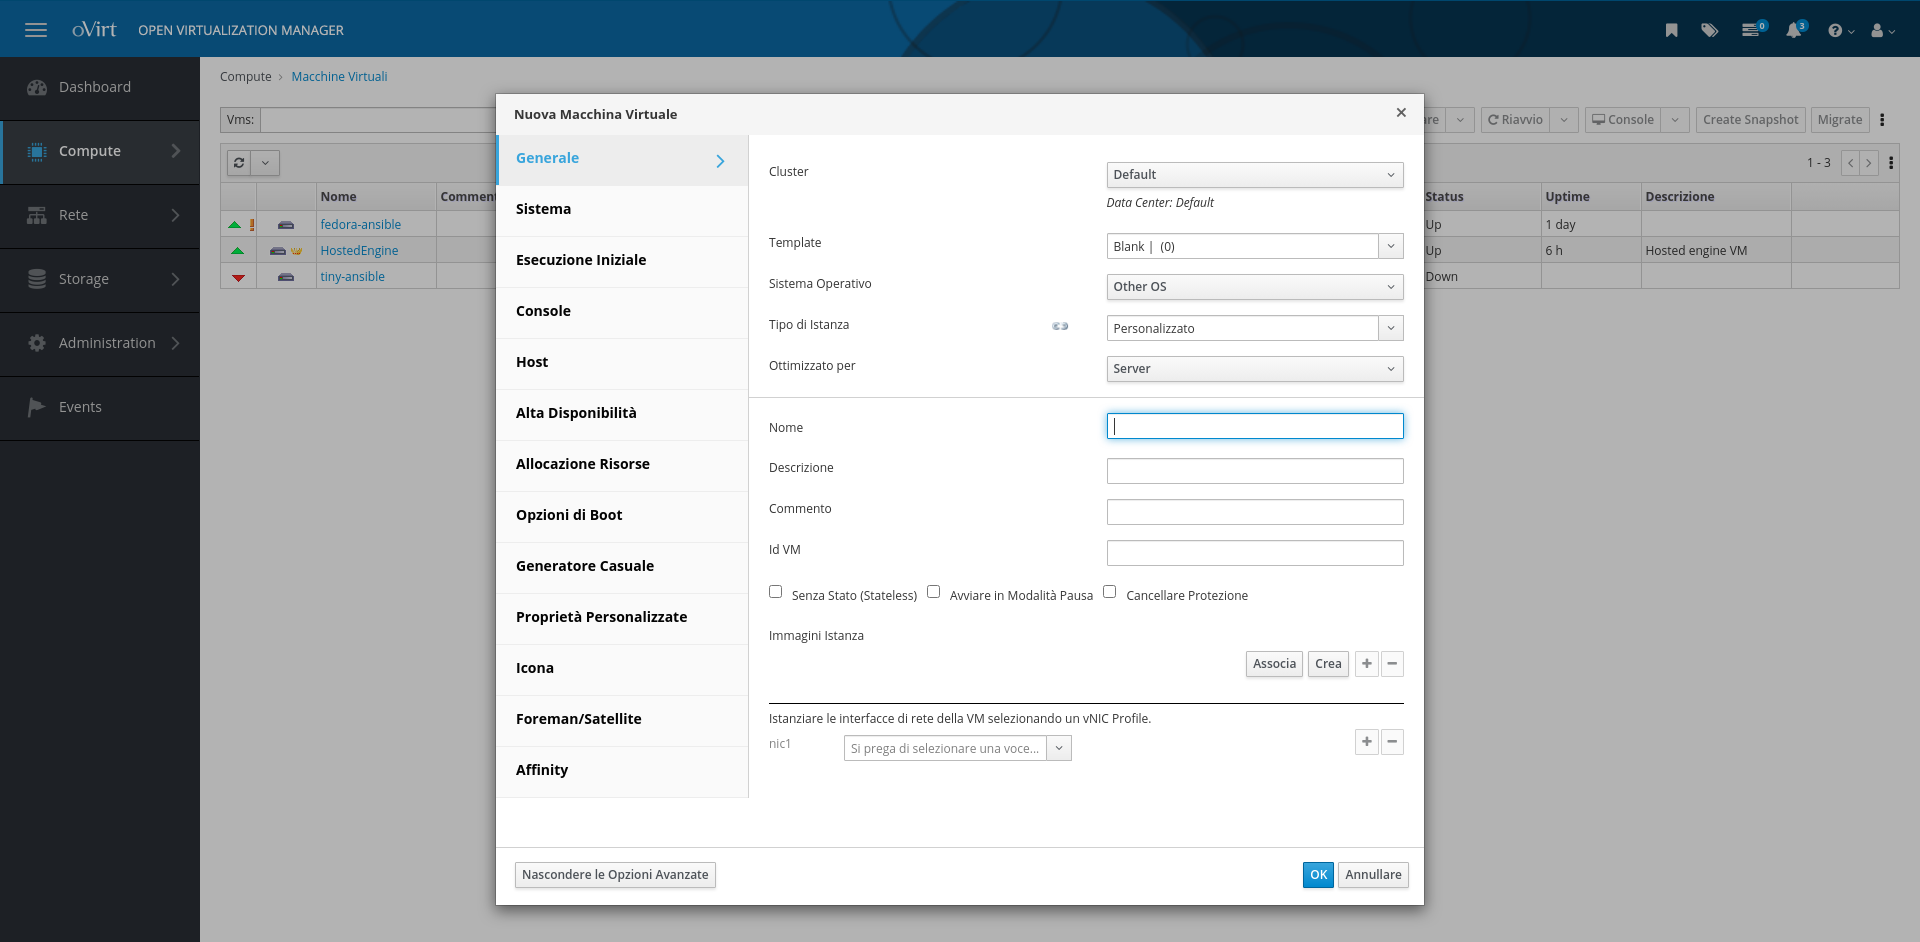 oVirt OPEN VIRTUALIZATION MANAGER 0 3
Dashboard
Compute
Rete
Storage
Administration
Events
Compute Macchine Virtuali
Vms: Riavvio Console Create Snapshot Migrate
1 - 3
Nome Status Uptime Descrizione
fedora-ansible Up 1 day
HostedEngine Up 6 h Hosted engine VM
tiny-ansible Down
Nuova Macchina Virtuale
Generale
Sistema
Esecuzione Iniziale
Console
Host
Alta Disponibilità
Allocazione Risorse
Opzioni di Boot
Generatore Casuale
Proprietà Personalizzate
Icona
Foreman/Satellite
Affinity
Cluster Default
Data Center: Default
Template Blank | (0)
Sistema Operativo Other OS
Tipo di Istanza Personalizzato
Ottimizzato per Server
Nome
Descrizione
Commento
Id VM
Senza Stato (Stateless) Avviare in Modalità Pausa Cancellare Protezione
Immagini Istanza
Associa Crea + −
Istanziare le interfacce di rete della VM selezionando un vNIC Profile.
nic1 Si prega di selezionare una voce... + −
Nascondere le Opzioni Avanzate OK Annullare